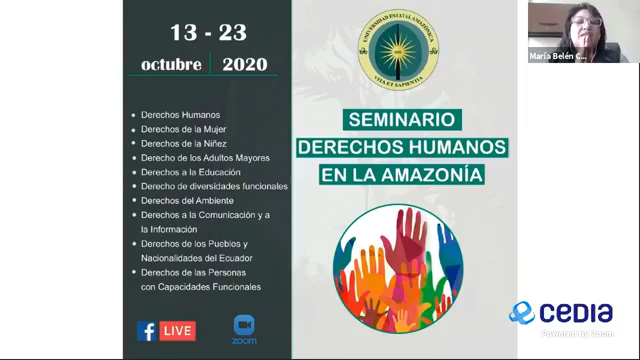 13 - 23
octubre | 2020
Derechos Humanos
Derechos de la Mujer
Derechos de la Niñez
Derecho de los Adultos Mayores
Derechos a la Educación
Derecho de diversidades funcionales
Derechos del Ambiente
Derechos a la Comunicación y a
la Información
Derechos de los Pueblos y
Nacionalidades del Ecuador
Derechos de las Personas
con Capacidades Funcionales
f LIVE
zoom
UNIVERSIDAD ESTATAL AMAZÓNICA
VITA ET SAPIENTIA
SEMINARIO
DERECHOS HUMANOS
EN LA AMAZONÍA
María Belén C...
CEDIA
Powered by Zoom